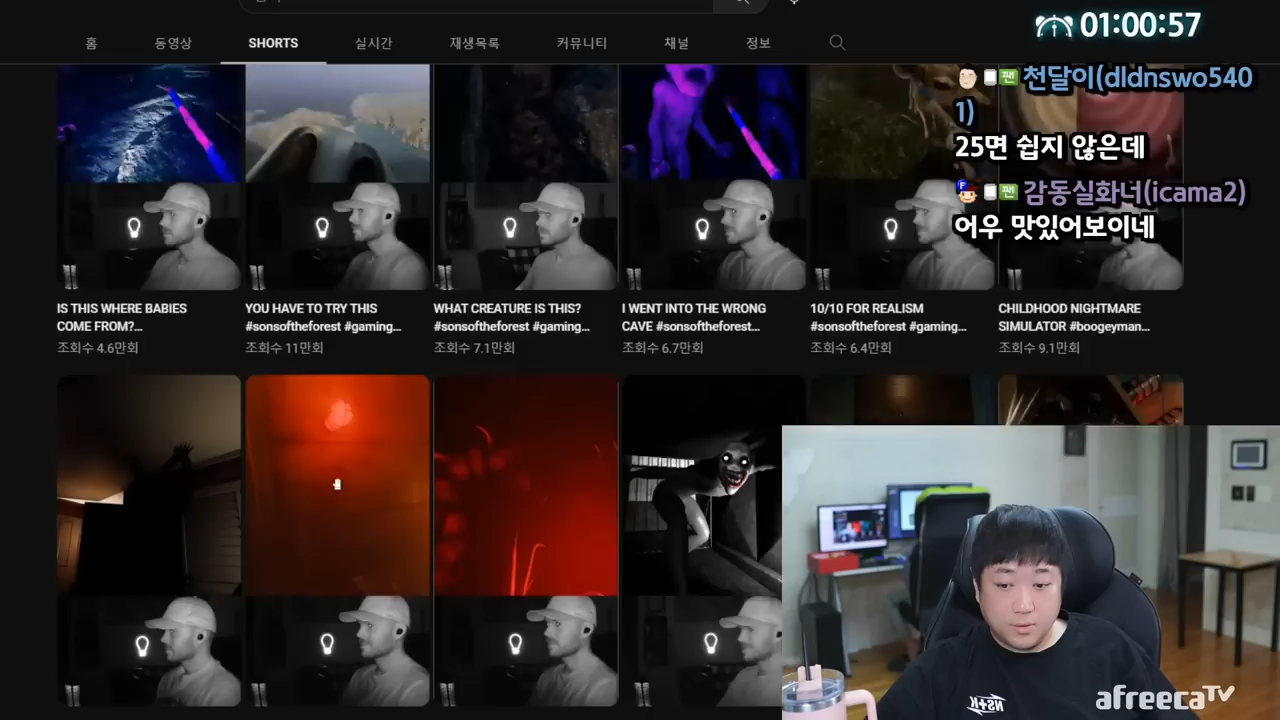 01:00:57
홈
동영상
SHORTS
실시간
재생목록
커뮤니티
채널
정보
천달이(dldnswo540
1)
25면 쉽지 않은데
감동실화너(icama2)
어우 맛있어보이네
IS THIS WHERE BABIES
COME FROM?...
조회수 4.6만회
YOU HAVE TO TRY THIS
#sonsoftheforest #gaming...
조회수 11만회
WHAT CREATURE IS THIS?
#sonsoftheforest #gaming...
조회수 7.1만회
I WENT INTO THE WRONG
CAVE #sonsoftheforest...
조회수 6.7만회
10/10 FOR REALISM
#sonsoftheforest #gaming...
조회수 6.4만회
CHILDHOOD NIGHTMARE
SIMULATOR #boogeyman...
조회수 9.1만회
afreecaTV